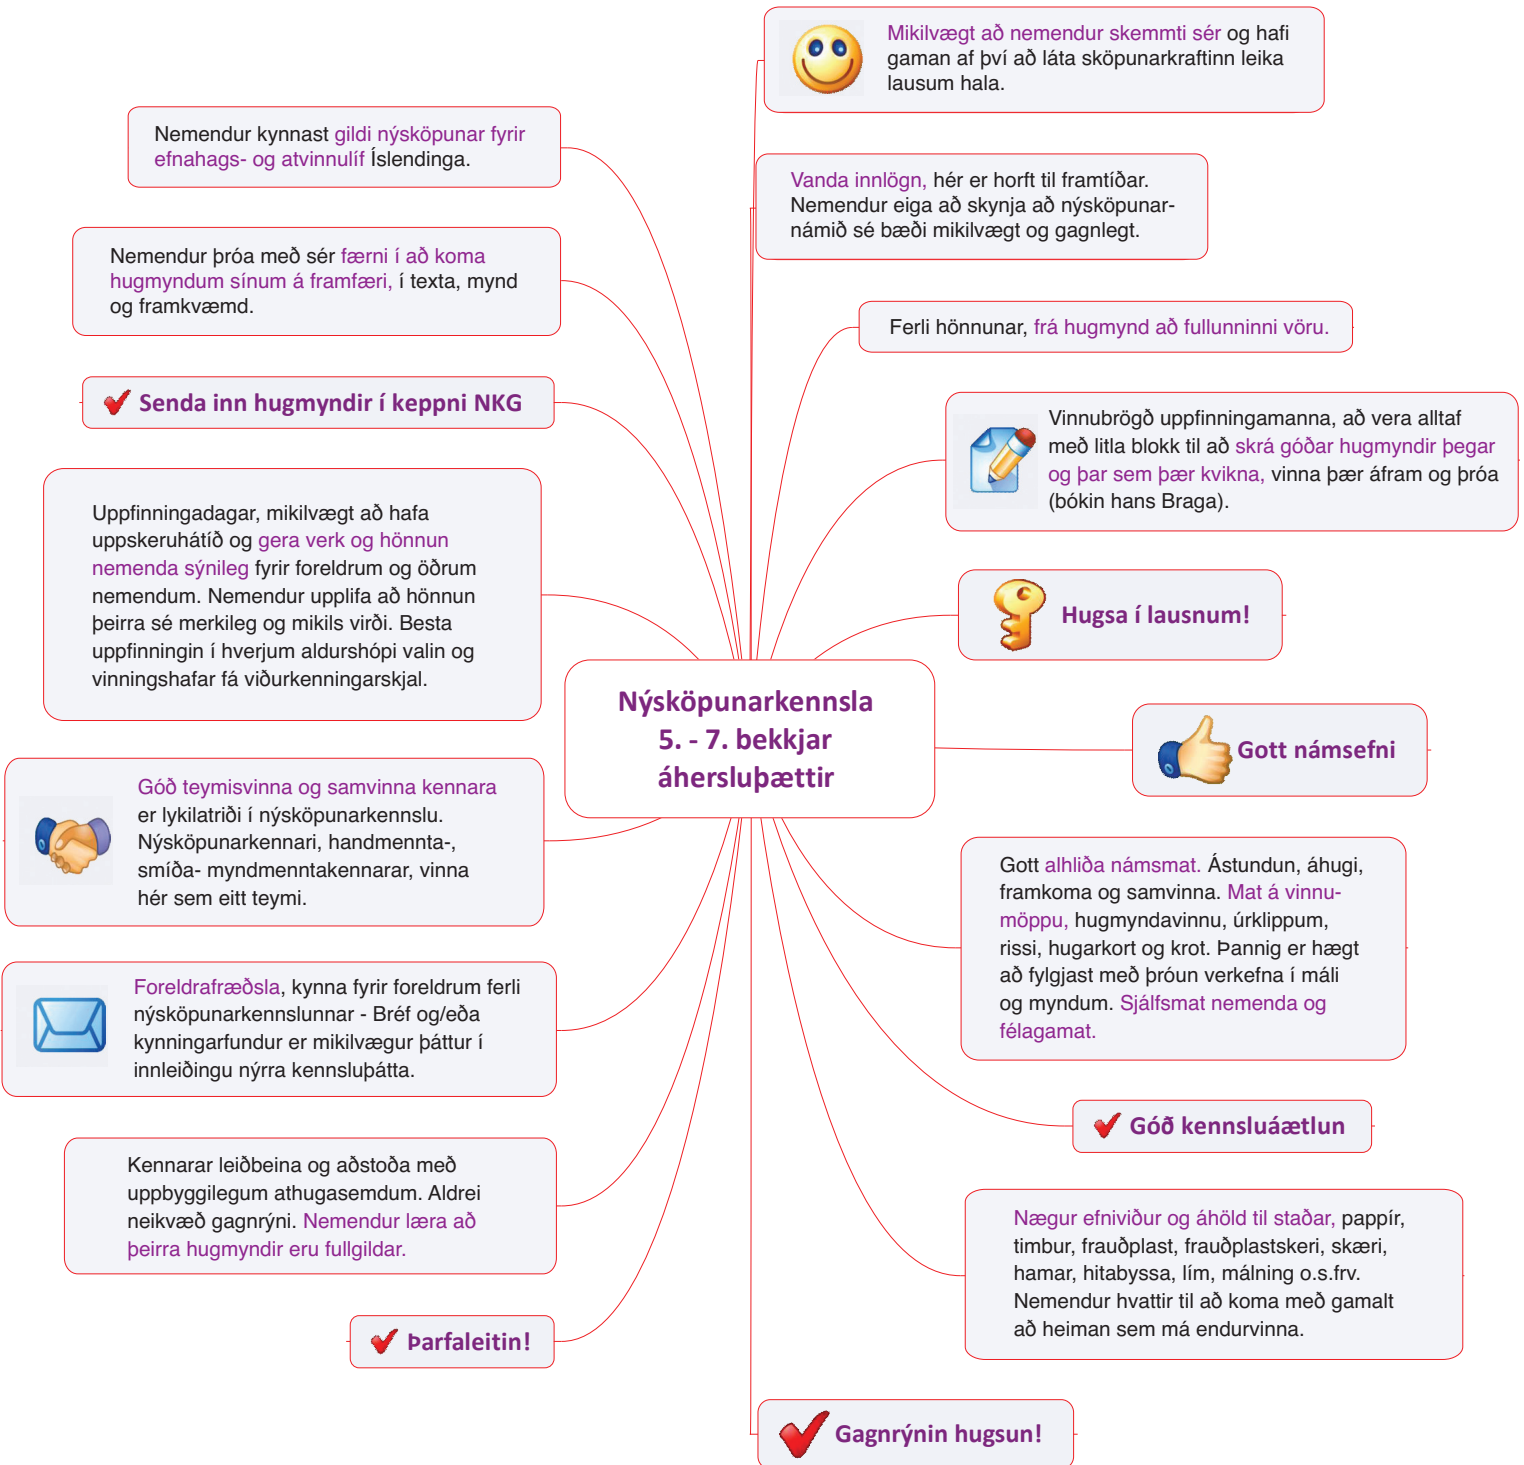 Mikilvægt að nemendur skemmti sér og hafi
gaman af því að láta sköpunarkraftinn leika
lausum hala.
Nemendur kynnast gildi nýsköpunar fyrir
efnahags- og atvinnulíf Íslendinga.
Vanda innlögn, hér er horft til framtíðar.
Nemendur eiga að skynja að nýsköpunar-
námið sé bæði mikilvægt og gagnlegt.
Nemendur þróa með sér færni í að koma
hugmyndum sínum á framfæri, í texta, mynd
og framkvæmd.
Ferli hönnunar, frá hugmynd að fullunninni vöru.
Senda inn hugmyndir í keppni NKG
Vinnubrögð uppfinningamanna, að vera alltaf
með litla blokk til að skrá góðar hugmyndir þegar
og þar sem þær kvikna, vinna þær áfram og þróa
(bókin hans Braga).
Uppfinningadagar, mikilvægt að hafa
uppskeruhátíð og gera verk og hönnun
nemenda sýnileg fyrir foreldrum og öðrum
nemendum. Nemendur upplifa að hönnun
þeirra sé merkileg og mikils virði. Besta
uppfinningin í hverjum aldurshópi valin og
vinningshafar fá viðurkenningarskjal.
Hugsa í lausnum!
Nýsköpunarkennsla
5. - 7. bekkjar
áhersluþættir
Gott námsefni
Góð teymisvinna og samvinna kennara
er lykilatriði í nýsköpunarkennslu.
Nýsköpunarkennari, handmennta-,
smíða- myndmenntakennarar, vinna
hér sem eitt teymi.
Gott alhliða námsmat. Ástundun, áhugi,
framkoma og samvinna. Mat á vinnu-
möppu, hugmyndavinnu, úrklippum,
rissi, hugarkort og krot. Þannig er hægt
að fylgjast með þróun verkefna í máli
og myndum. Sjálfsmat nemenda og
félagamat.
Foreldrafræðsla, kynna fyrir foreldrum ferli
nýsköpunarkennslunnar - Bréf og/eða
kynningarfundur er mikilvægur þáttur í
innleiðingu nýrra kennsluþátta.
Góð kennsluáætlun
Kennarar leiðbeina og aðstoða með
uppbyggilegum athugasemdum. Aldrei
neikvæð gagnrýni. Nemendur læra að
þeirra hugmyndir eru fullgildar.
Nægur efniviður og áhöld til staðar, pappír,
timbur, frauðplast, frauðplastskeri, skæri,
hamar, hitabyssa, lím, málning o.s.frv.
Nemendur hvattir til að koma með gamalt
að heiman sem má endurvinna.
Þarfaleitin!
Gagnrýnin hugsun!